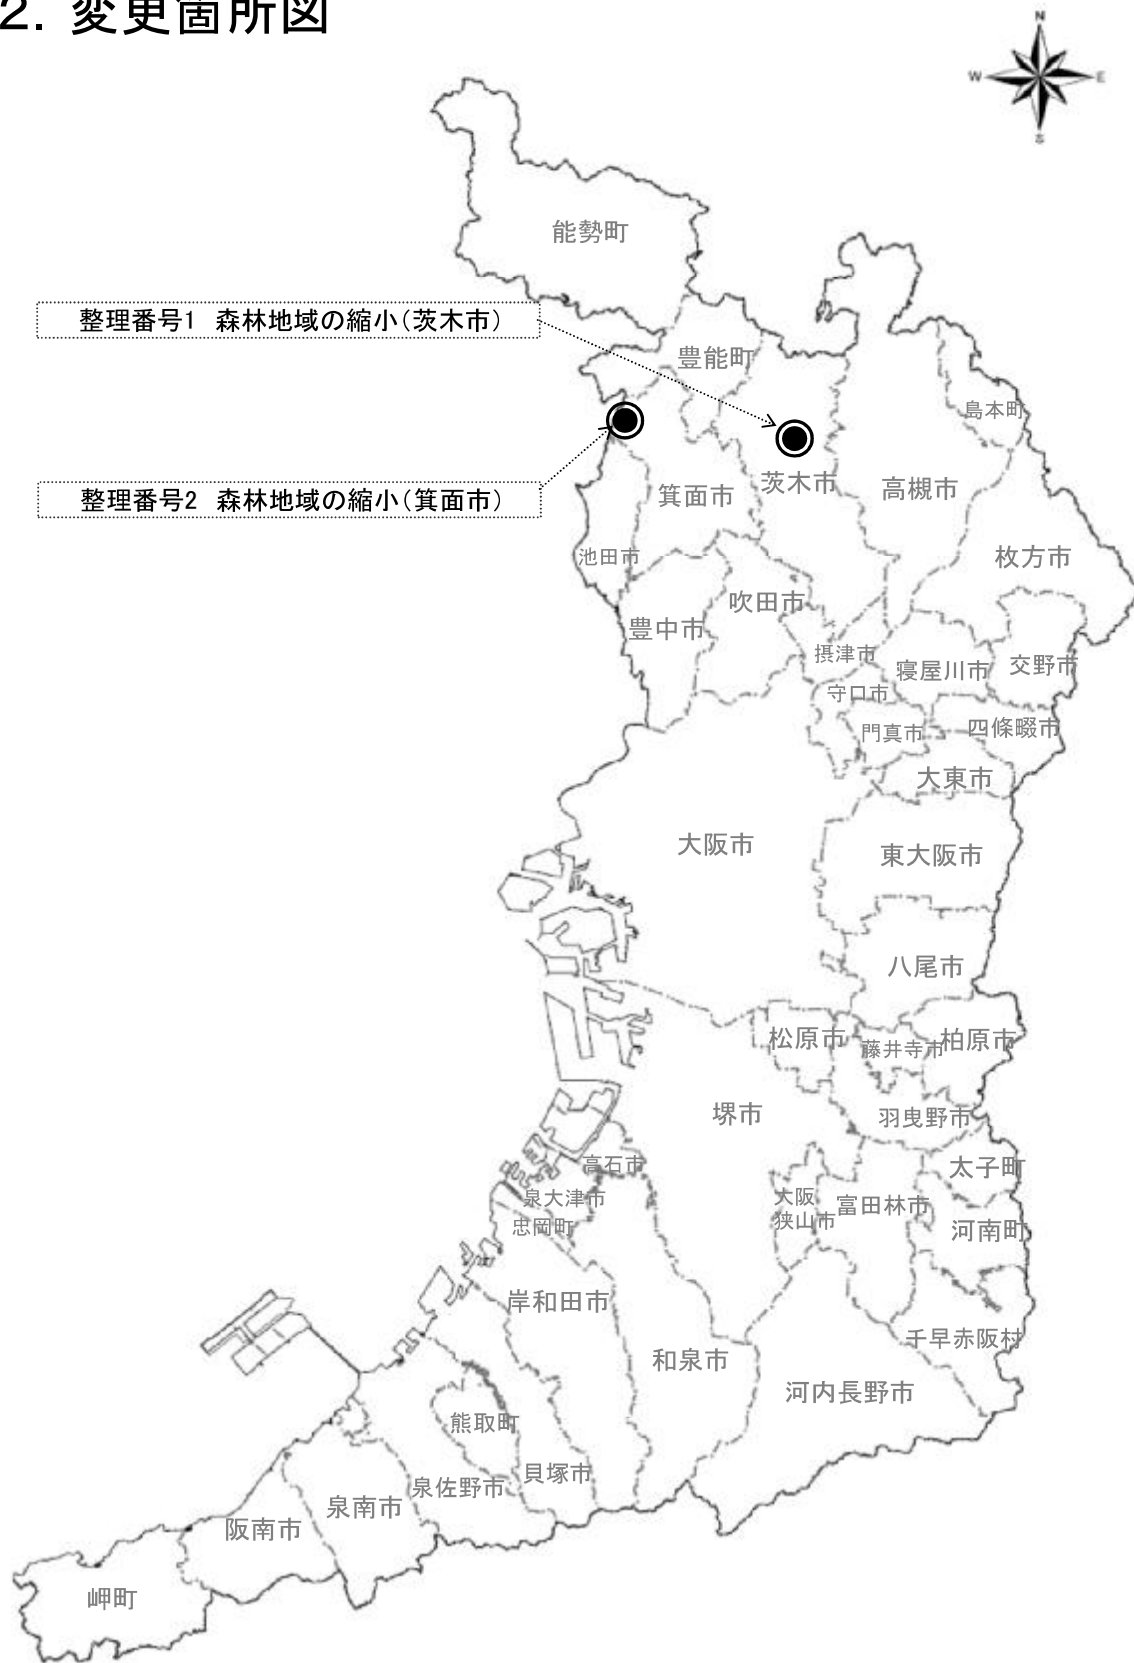 2. 変更箇所図
N
W
E
S
能勢町
整理番号1 森林地域の縮小(茨木市)
豊能町
島本町
整理番号2 森林地域の縮小(箕面市)
箕面市
茨木市
高槻市
池田市
枚方市
吹田市
豊中市
摂津市
寝屋川市
交野市
守口市
門真市
四條畷市
大東市
大阪市
東大阪市
八尾市
松原市
藤井寺市
柏原市
堺市
羽曳野市
高石市
太子町
泉大津市
大阪
狭山市
富田林市
忠岡町
河南町
岸和田市
千早赤阪村
和泉市
河内長野市
熊取町
貝塚市
泉佐野市
泉南市
阪南市
岬町